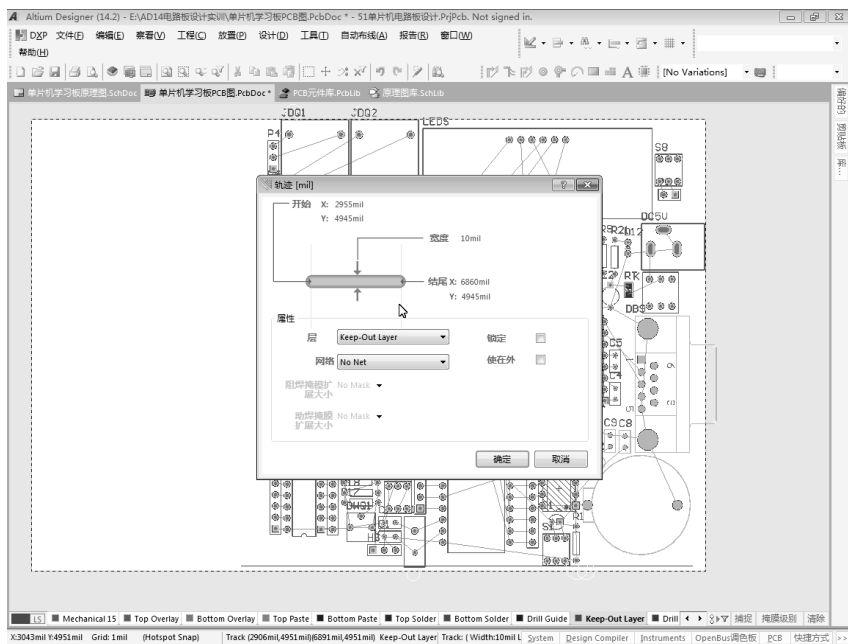 Altium Designer (14.2) - E:\AD14电路板设计实训\单片机学习板PCB图.PcbDoc * - 51单片机电路板设计.PrjPcb. Not signed in.
DXP 文件(F) 编辑(E) 察看(V) 工程(C) 放置(P) 设计(D) 工具(T) 自动布线(A) 报告(R) 窗口(W)
帮助(H)
[No Variations]
单片机学习板原理图.SchDoc 单片机学习板PCB图.PcbDoc * PCB元件库.PcbLib 原理图库.SchLib
偏好的
剪贴板
库...
JDQ1 JDQ2
LEDS
P4
S8
轨迹 [mil]
开始 X: 2955mil
Y: 4945mil
DC5V
宽度 10mil
结尾 X: 6860mil
Y: 4945mil
属性
层 Keep-Out Layer 锁定
网络 No Net 使在外
阻焊掩模扩展大小 No Mask
助焊掩膜扩展大小 No Mask
DB9
C9 C8
确定 取消
R1
S1
LS Mechanical 15 Top Overlay Bottom Overlay Top Paste Bottom Paste Top Solder Bottom Solder Drill Guide Keep-Out Layer Drill 捕捉 掩膜级别 清除
X:3043mil Y:4951mil Grid: 1mil (Hotspot Snap) Track (2906mil,4951mil)(6891mil,4951mil) Keep-Out Layer Track: ( Width:10mil L System Design Compiler Instruments OpenBus调色板 PCB 快捷方式 >>